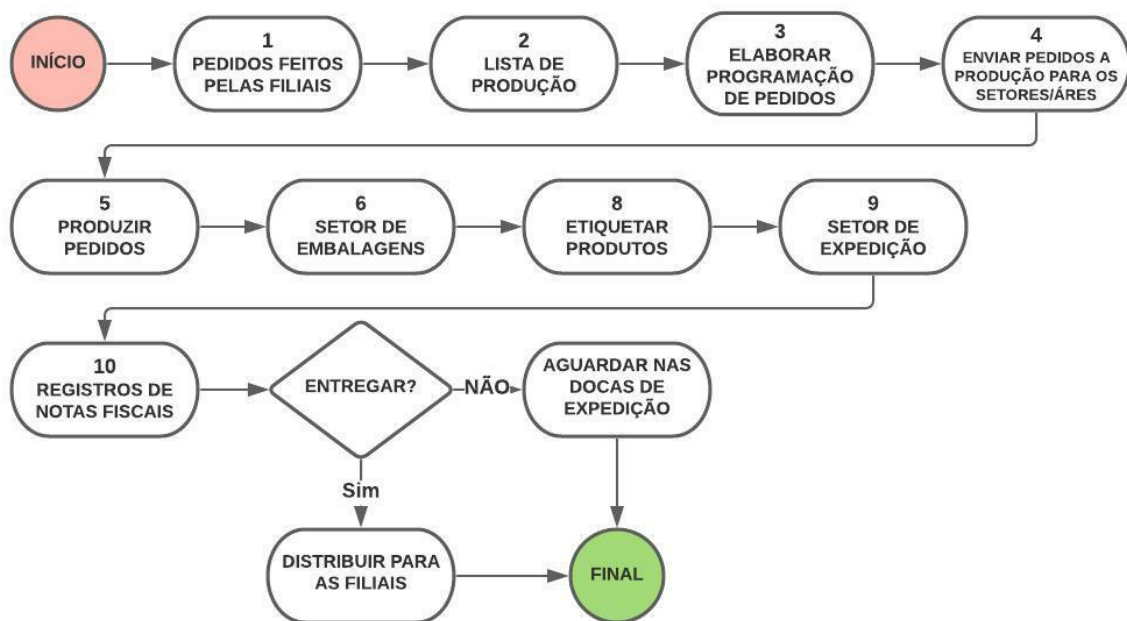 INÍCIO
1
PEDIDOS FEITOS
PELAS FILIAIS
2
LISTA DE
PRODUÇÃO
3
ELABORAR
PROGRAMAÇÃO
DE PEDIDOS
4
ENVIAR PEDIDOS A
PRODUÇÃO PARA OS
SETORES/ÁRES
5
PRODUZIR
PEDIDOS
6
SETOR DE
EMBALAGENS
8
ETIQUETAR
PRODUTOS
9
SETOR DE
EXPEDIÇÃO
10
REGISTROS DE
NOTAS FISCAIS
ENTREGAR?
NÃO
AGUARDAR NAS
DOCAS DE
EXPEDIÇÃO
Sim
DISTRIBUIR PARA
AS FILIAIS
FINAL